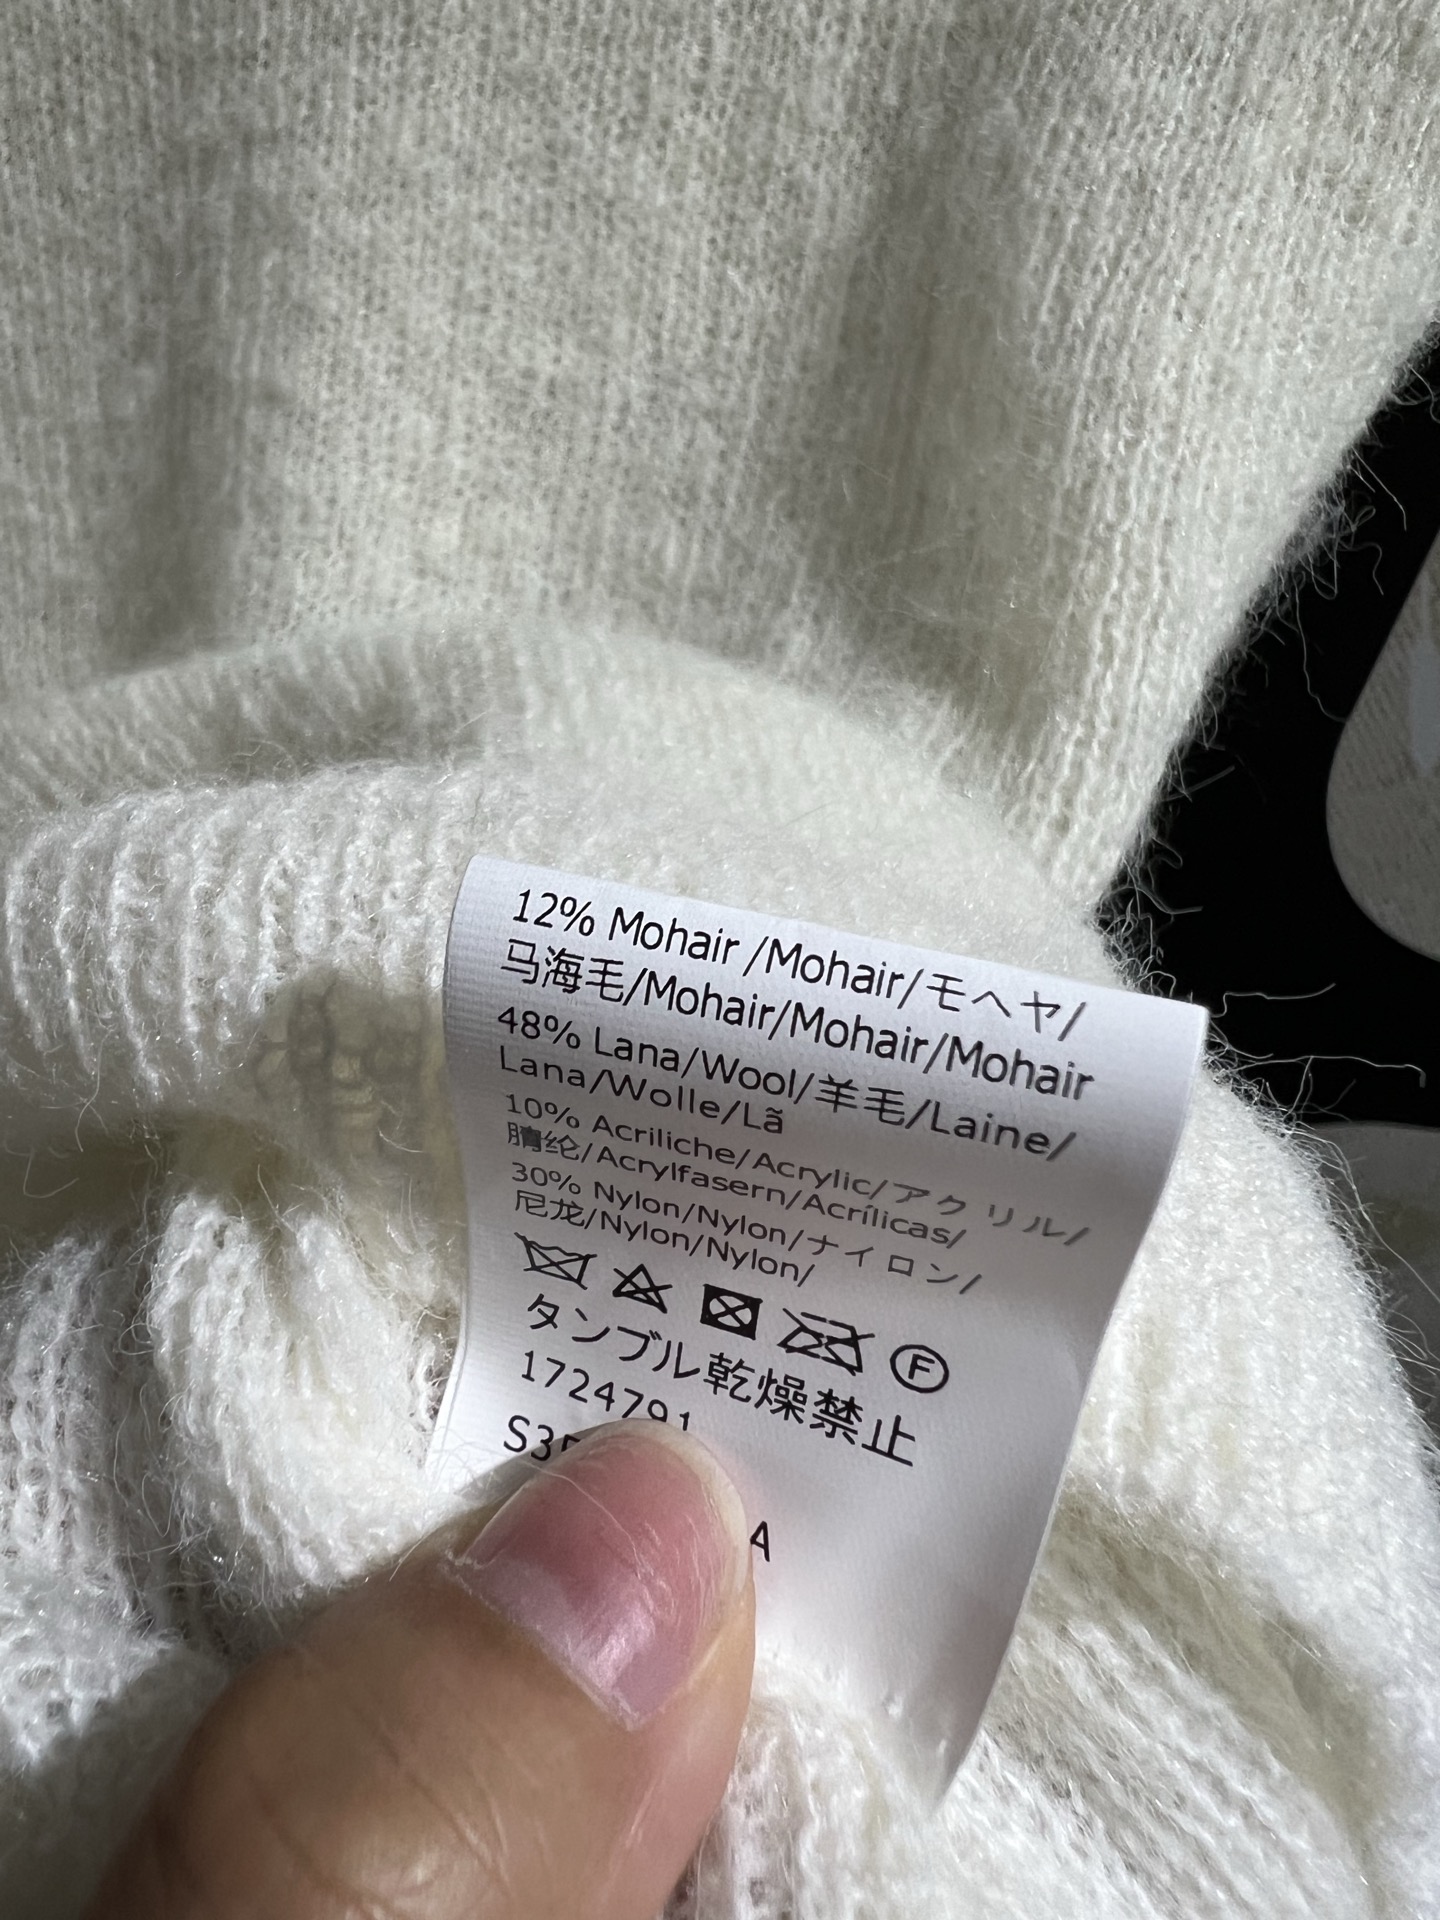 12% Mohair /Mohair/モヘヤ/
马海毛/Mohair/Mohair/Mohair
48% Lana/Wool/羊毛/Laine/
Lana/Wolle/Lã
10% Acriliche/Acrylic/アクリル/
腈纶/Acrylfasern/Acrílicas/
30% Nylon/Nylon/ナイロン/
尼龙/Nylon/Nylon/
F
タンブル乾燥禁止
1724791
S35
A